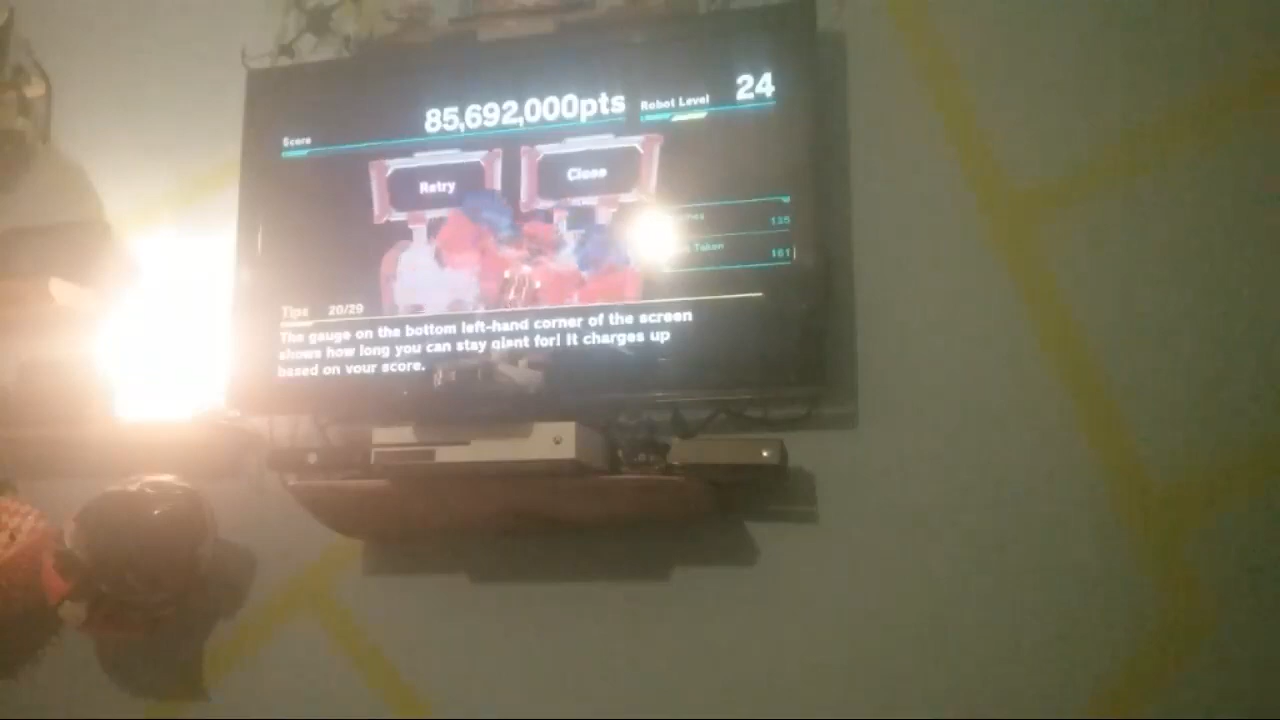 85,692,000pts
Robot Level
24
Score
Retry
Close
135
Taken
161
Tips 20/29
The gauge on the bottom left-hand corner of the screen
shows how long you can stay giant for! It charges up
based on your score.